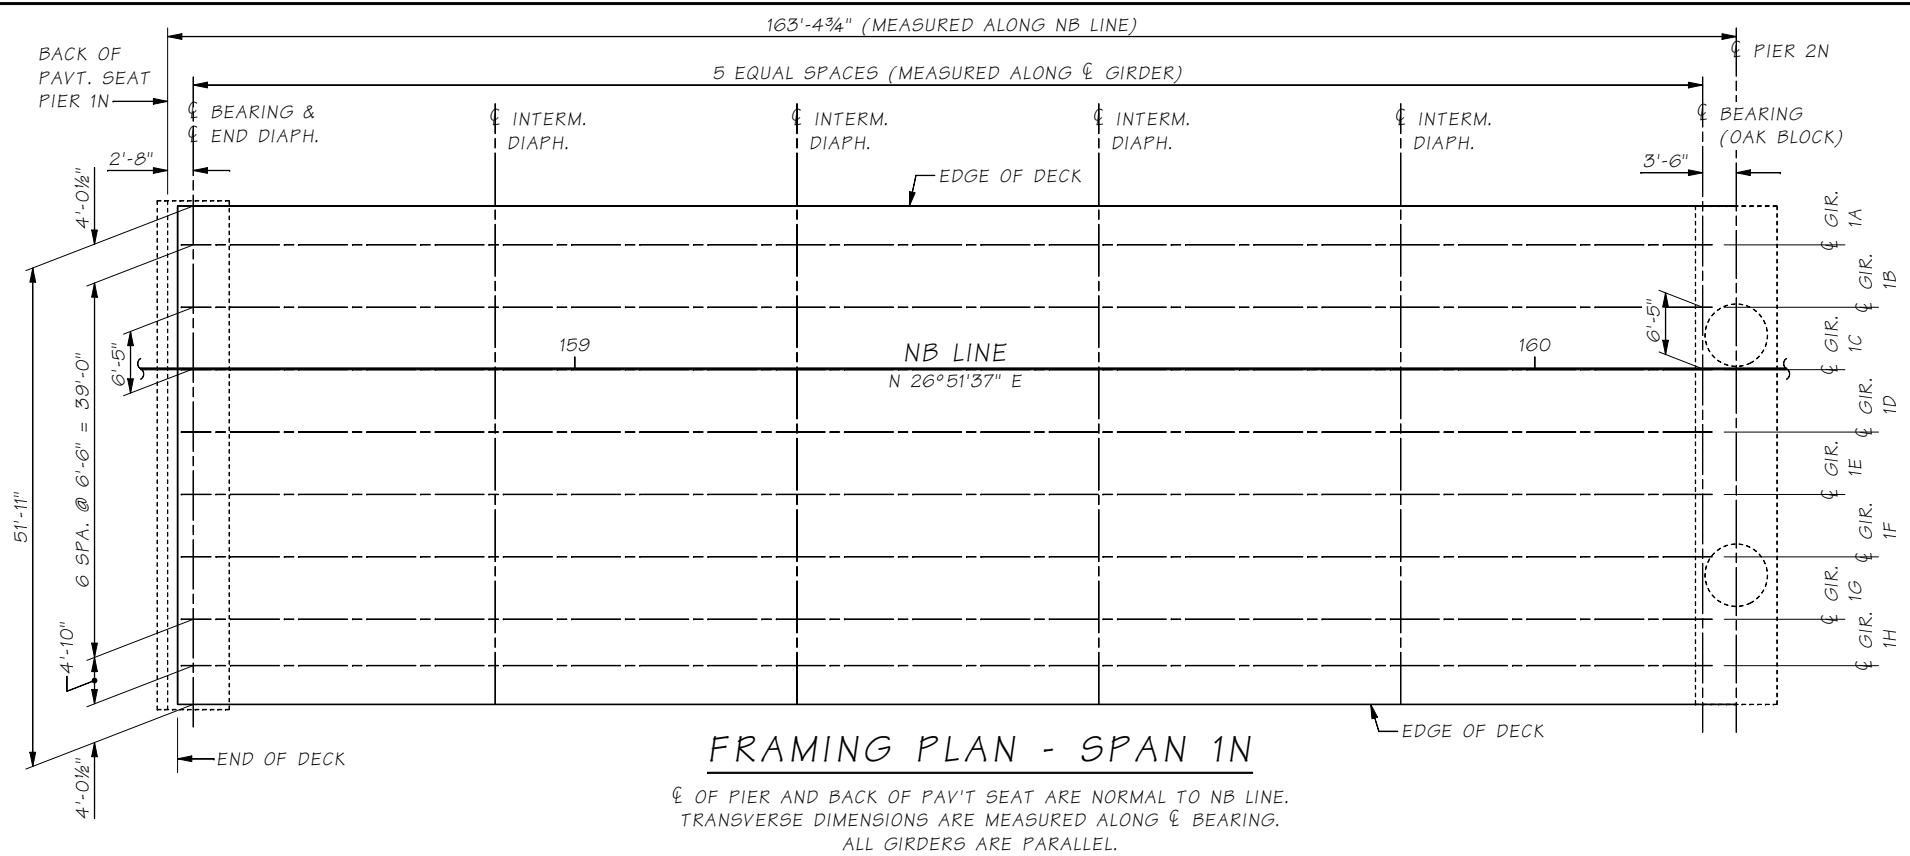 163'-4¾" (MEASURED ALONG NB LINE)
BACK OF
PAVT. SEAT
PIER 1N
℄ PIER 2N
5 EQUAL SPACES (MEASURED ALONG ℄ GIRDER)
℄ BEARING &
℄ END DIAPH.
℄ INTERM.
DIAPH.
℄ INTERM.
DIAPH.
℄ INTERM.
DIAPH.
℄ INTERM.
DIAPH.
℄ BEARING
(OAK BLOCK)
2'-8"
3'-6"
EDGE OF DECK
4'-0½"
℄ GIR.
1A
℄ GIR.
1B
℄ GIR.
1C
℄ GIR.
1D
℄ GIR.
1E
℄ GIR.
1F
℄ GIR.
1G
℄ GIR.
1H
6'-5"
6'-5"
159
NB LINE
N 26°51'37" E
160
51'-11"
6 SPA. @ 6'-6" = 39'-0"
4'-10"
4'-0½"
EDGE OF DECK
END OF DECK
FRAMING PLAN - SPAN 1N
℄ OF PIER AND BACK OF PAV'T SEAT ARE NORMAL TO NB LINE.
TRANSVERSE DIMENSIONS ARE MEASURED ALONG ℄ BEARING.
ALL GIRDERS ARE PARALLEL.